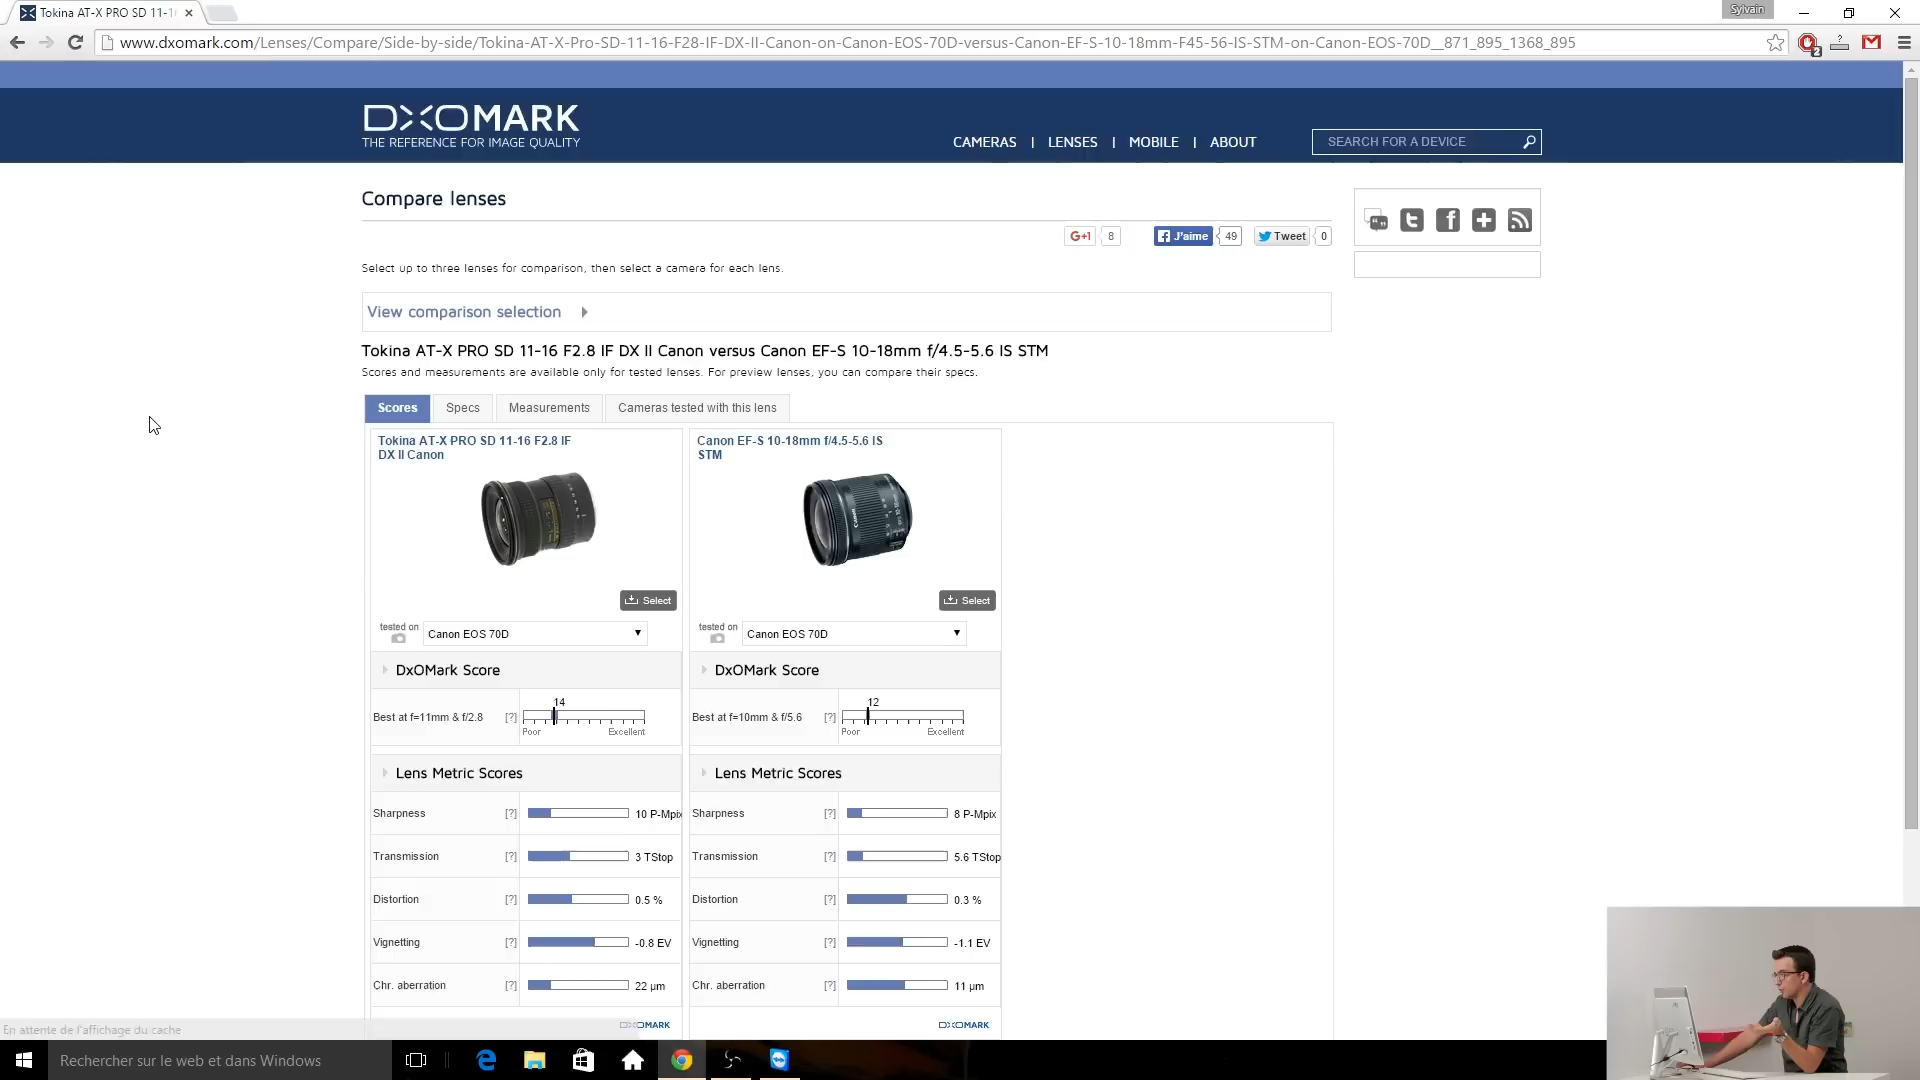 Tokina AT-X PRO SD 11-1
Sylvain
www.dxomark.com/Lenses/Compare/Side-by-side/Tokina-AT-X-Pro-SD-11-16-F28-IF-DX-II-Canon-on-Canon-EOS-70D-versus-Canon-EF-S-10-18mm-F45-56-IS-STM-on-Canon-EOS-70D__871_895_1368_895
2
?
DXOMARK
THE REFERENCE FOR IMAGE QUALITY
CAMERAS | LENSES | MOBILE | ABOUT
SEARCH FOR A DEVICE
Compare lenses
G+1 8 J'aime 49 Tweet 0
Select up to three lenses for comparison, then select a camera for each lens.
View comparison selection
Tokina AT-X PRO SD 11-16 F2.8 IF DX II Canon versus Canon EF-S 10-18mm f/4.5-5.6 IS STM
Scores and measurements are available only for tested lenses. For preview lenses, you can compare their specs.
Scores Specs Measurements Cameras tested with this lens
Tokina AT-X PRO SD 11-16 F2.8 IF
DX II Canon
Canon EF-S 10-18mm f/4.5-5.6 IS
STM
Select Select
tested on Canon EOS 70D tested on Canon EOS 70D
DxOMark Score DxOMark Score
14 12
Best at f=11mm & f/2.8 [?] Best at f=10mm & f/5.6 [?]
Poor Excellent Poor Excellent
Lens Metric Scores Lens Metric Scores
Sharpness [?] 10 P-Mpix Sharpness [?] 8 P-Mpix
Transmission [?] 3 TStop Transmission [?] 5.6 TStop
Distortion [?] 0.5 % Distortion [?] 0.3 %
Vignetting [?] -0.8 EV Vignetting [?] -1.1 EV
Chr. aberration [?] 22 µm Chr. aberration [?] 11 µm
DXOMARK DXOMARK
En attente de l'affichage du cache
Rechercher sur le web et dans Windows